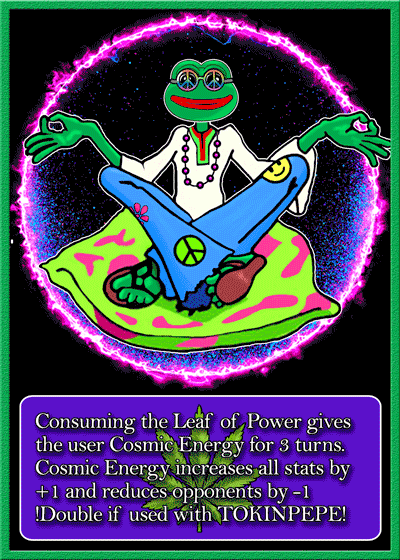 Consuming the Leaf of Power gives
the user Cosmic Energy for 3 turns.
Cosmic Energy increases all stats by
+1 and reduces opponents by -1
!Double if used with TOKINPEPE!